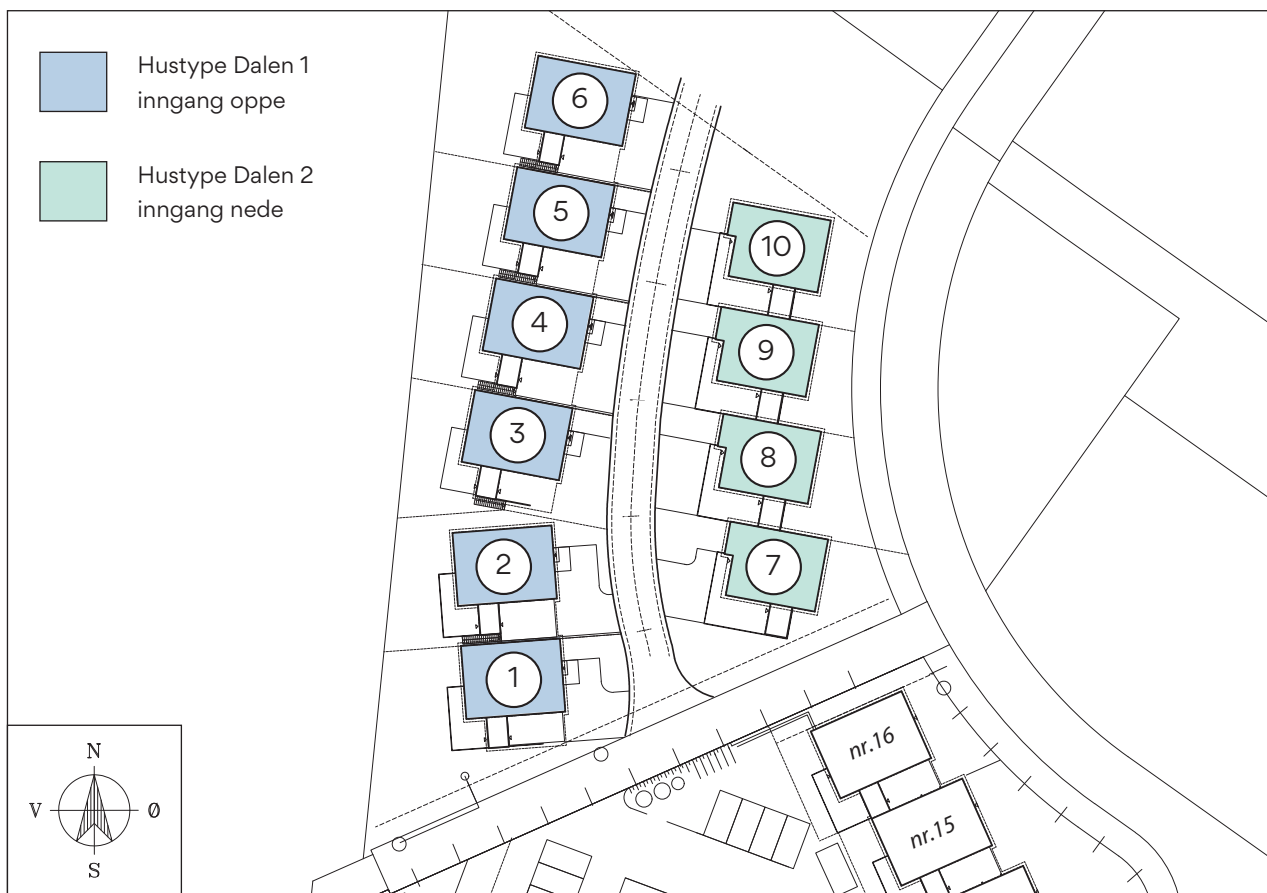 Hustype Dalen 1
inngang oppe
Hustype Dalen 2
inngang nede
6
5
10
4
9
3
8
2
7
1
nr.16
nr.15
N
V Ø
S